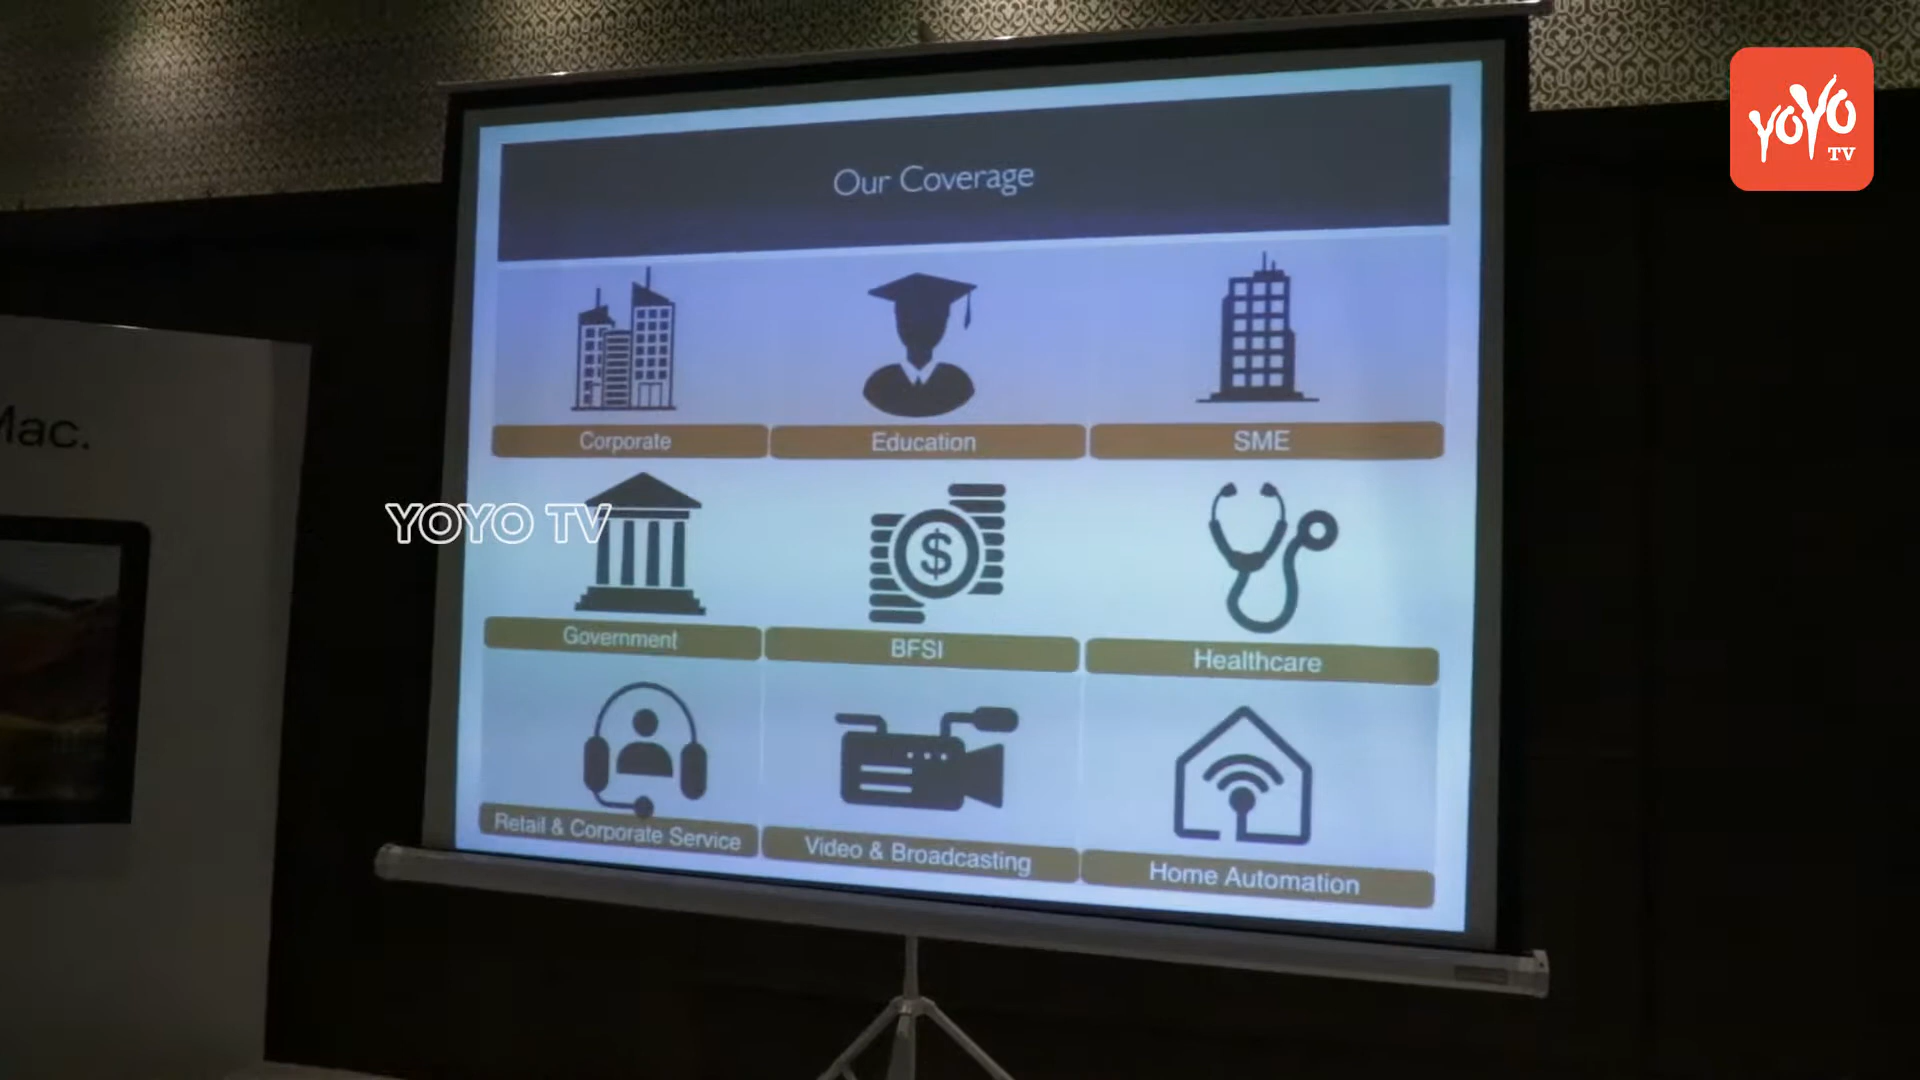 YOYO
TV
Our Coverage
Corporate
Education
SME
Mac.
YOYO TV
$
Government
BFSI
Healthcare
Retail & Corporate Service
Video & Broadcasting
Home Automation